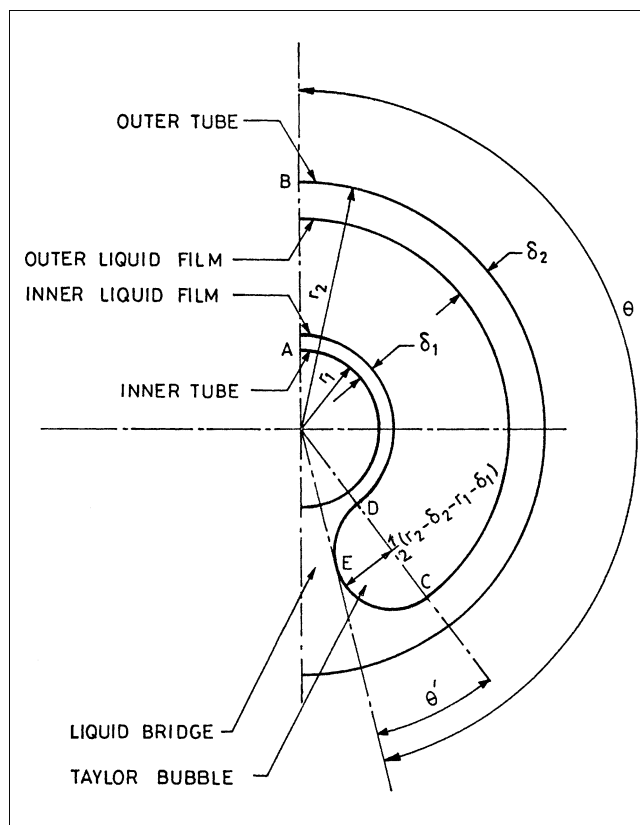 OUTER TUBE
B
OUTER LIQUID FILM
INNER LIQUID FILM
r2
δ2
θ
A
δ1
INNER TUBE
r1
D
1/2(r2-δ2-r1-δ1)
E
C
θ′
LIQUID BRIDGE
TAYLOR BUBBLE